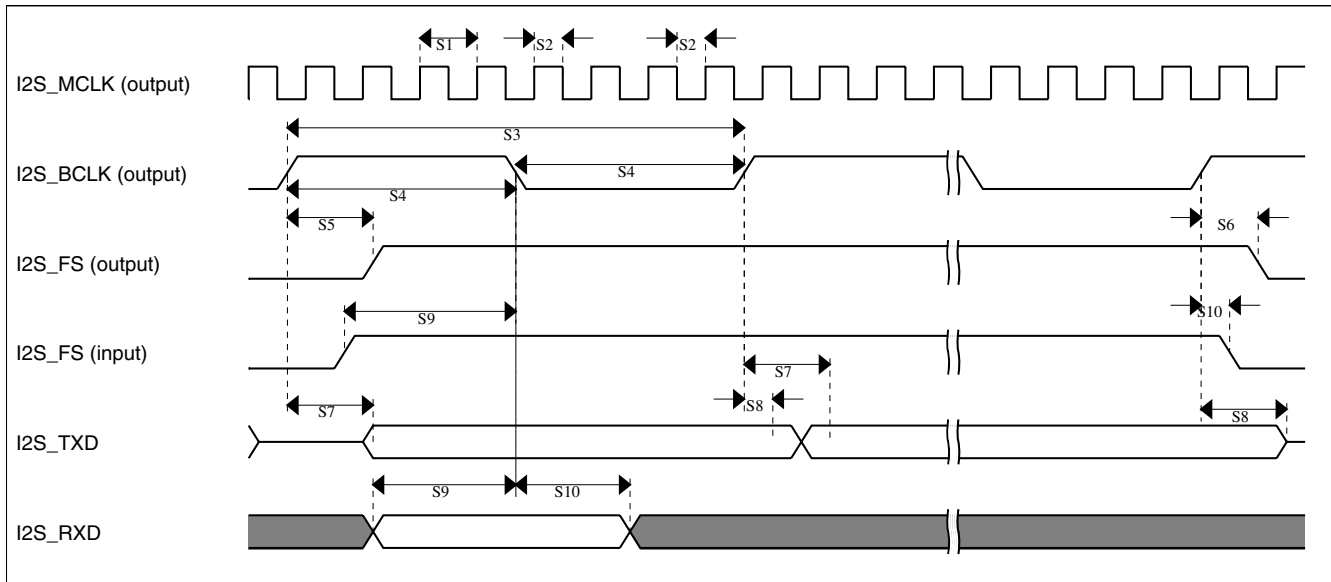 S1 S2 S2
I2S_MCLK (output)
S3
I2S_BCLK (output)
S4
S4
S5 S6
I2S_FS (output)
S9 S10
I2S_FS (input)
S7
S7 S8 S8
I2S_TXD
S9 S10
I2S_RXD